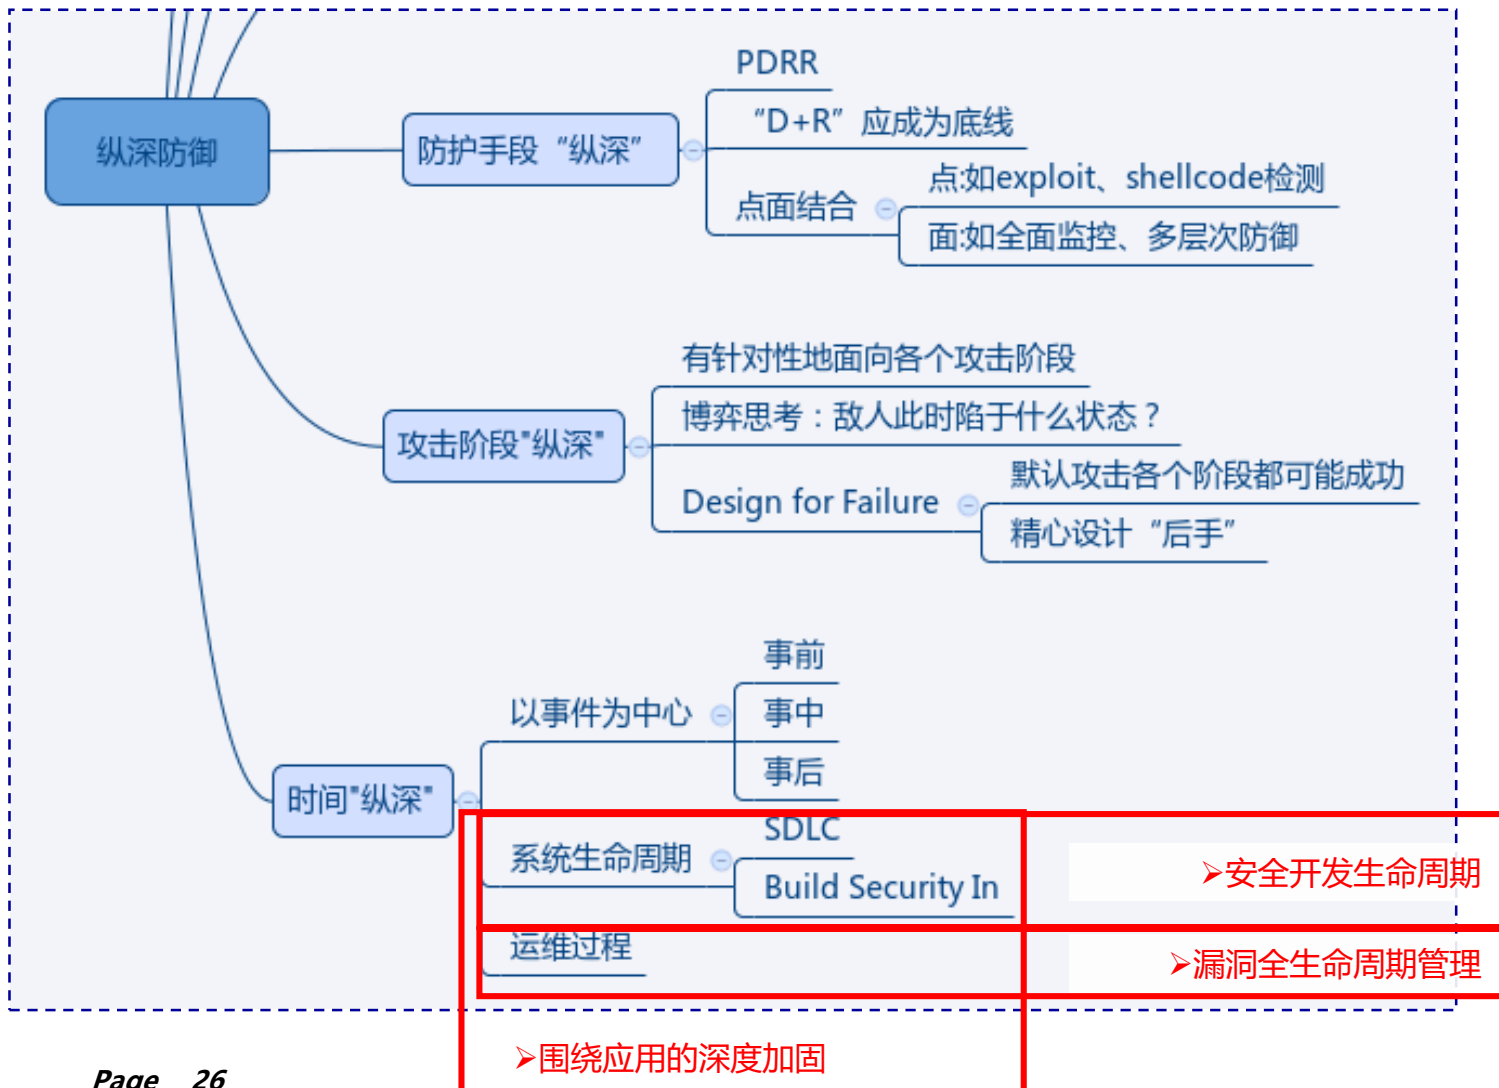 纵深防御
防护手段“纵深”
PDRR
“D+R”应成为底线
点面结合
点:如exploit、shellcode检测
面:如全面监控、多层次防御
攻击阶段"纵深"
有针对性地面向各个攻击阶段
博弈思考：敌人此时陷于什么状态？
Design for Failure
默认攻击各个阶段都可能成功
精心设计“后手”
时间"纵深"
以事件为中心
事前
事中
事后
系统生命周期
SDLC
Build Security In
运维过程
➢安全开发生命周期
➢漏洞全生命周期管理
➢围绕应用的深度加固
Page 26